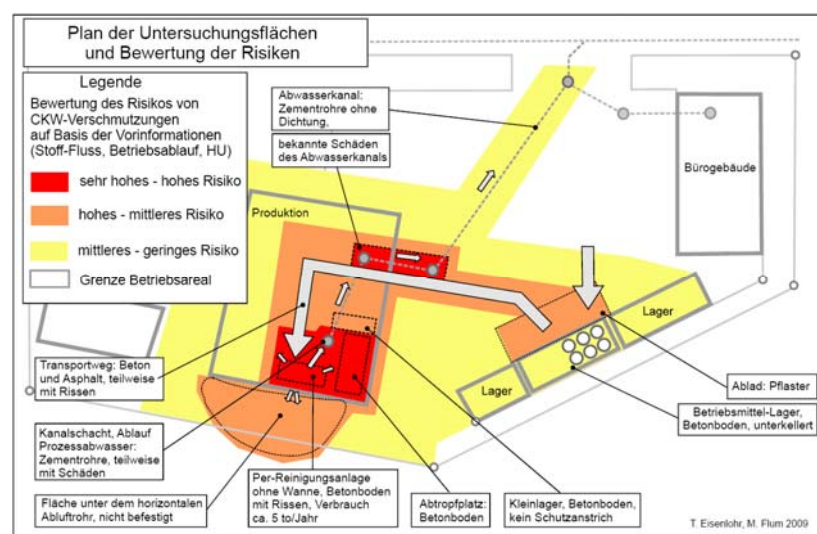 Plan der Untersuchungsflächen
und Bewertung der Risiken
Legende
Bewertung des Risikos von
CKW-Verschmutzungen
auf Basis der Vorinformationen
(Stoff-Fluss, Betriebsablauf, HU)
sehr hohes - hohes Risiko
hohes - mittleres Risiko
mittleres - geringes Risiko
Grenze Betriebsareal
Abwasserkanal:
Zementrohre ohne
Dichtung,
bekannte Schäden
des Abwasserkanals
Bürogebäude
Produktion
Lager
Lager
Transportweg: Beton
und Asphalt, teilweise
mit Rissen
Ablad: Pflaster
Betriebsmittel-Lager,
Betonboden, unterkellert
Kanalschacht, Ablauf
Prozessabwasser:
Zementrohre, teilweise
mit Schäden
Fläche unter dem horizontalen
Abluftrohr, nicht befestigt
Per-Reinigungsanlage
ohne Wanne, Betonboden
mit Rissen, Verbrauch
ca. 5 to/Jahr
Abtropfplatz:
Betonboden
Kleinlager, Betonboden,
kein Schutzanstrich
T. Eisenlohr, M. Flum 2009